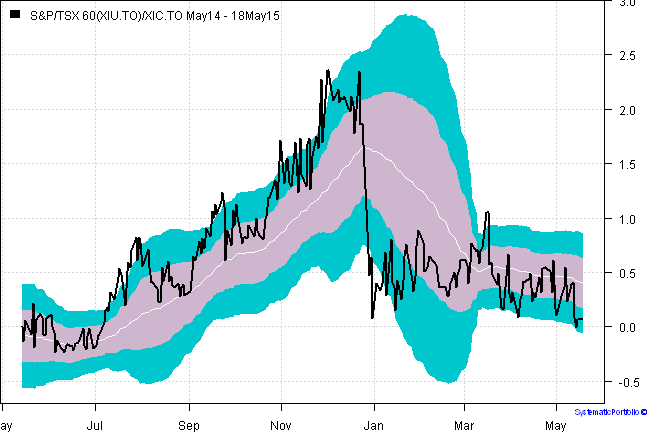 S&P/TSX 60(XIU.TO)/XIC.TO May14 - 18May15
3.0
2.5
2.0
1.5
1.0
0.5
0.0
-0.5
ay Jul Sep Nov Jan Mar May
SystematicPortfolio ©